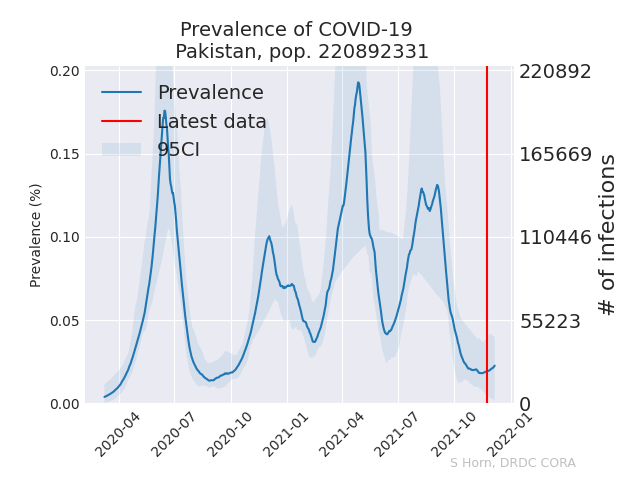 Prevalence of COVID-19
Pakistan, pop. 220892331
Prevalence
Latest data
95CI
Prevalence (%)
0.20
0.15
0.10
0.05
0.00
220892
165669
110446
55223
0
# of infections
2020-04
2020-07
2020-10
2021-01
2021-04
2021-07
2021-10
2022-01
S Horn, DRDC CORA